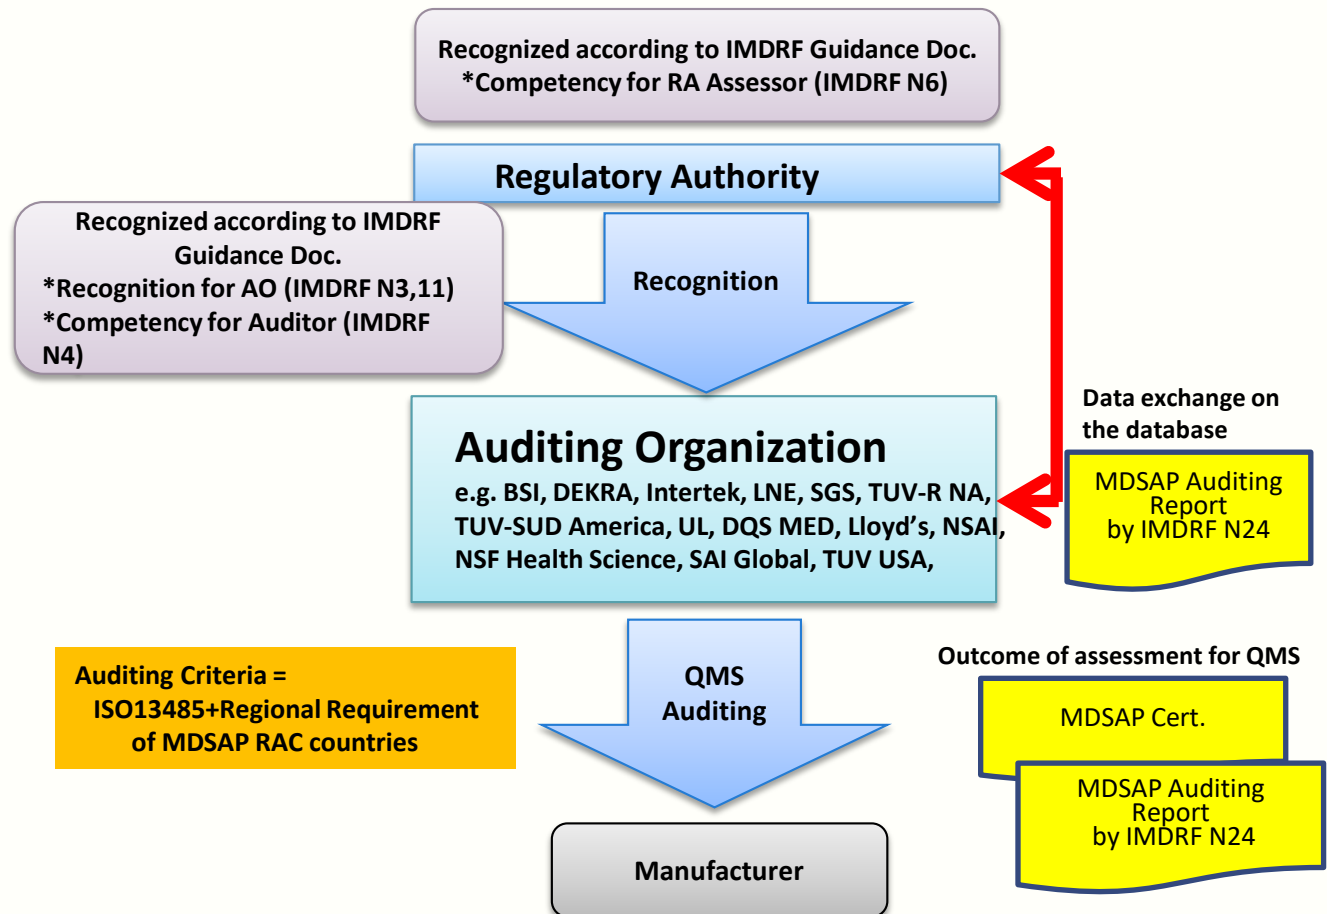 Recognized according to IMDRF Guidance Doc.
*Competency for RA Assessor (IMDRF N6)
Regulatory Authority
Recognized according to IMDRF
Guidance Doc.
*Recognition for AO (IMDRF N3,11)
*Competency for Auditor (IMDRF
N4)
Recognition
Auditing Organization
e.g. BSI, DEKRA, Intertek, LNE, SGS, TUV-R NA,
TUV-SUD America, UL, DQS MED, Lloyd’s, NSAI,
NSF Health Science, SAI Global, TUV USA,
Data exchange on
the database
MDSAP Auditing
Report
by IMDRF N24
Auditing Criteria =
ISO13485+Regional Requirement
of MDSAP RAC countries
QMS
Auditing
Outcome of assessment for QMS
MDSAP Cert.
MDSAP Auditing
Report
by IMDRF N24
Manufacturer